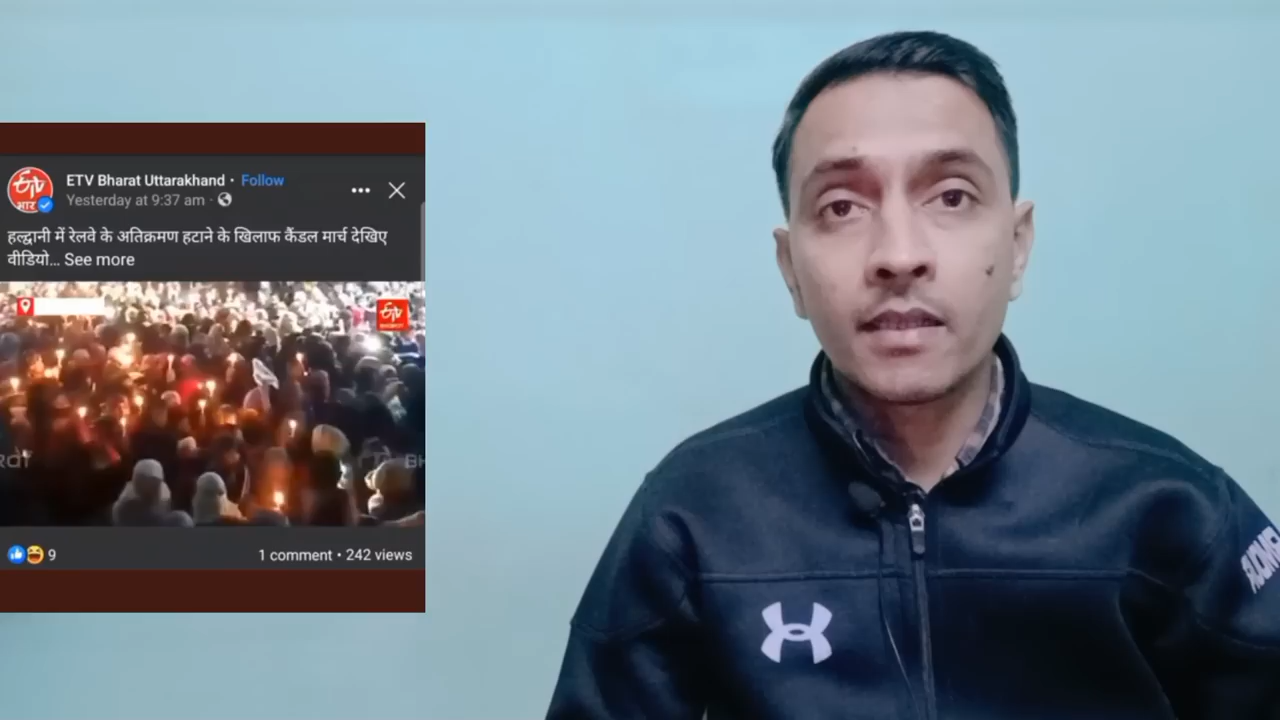 ETV Bharat Uttarakhand · Follow
Yesterday at 9:37 am ·
हल्द्वानी में रेलवे के अतिक्रमण हटाने के खिलाफ कैंडल मार्च देखिए
वीडियो... See more
9
1 comment • 242 views